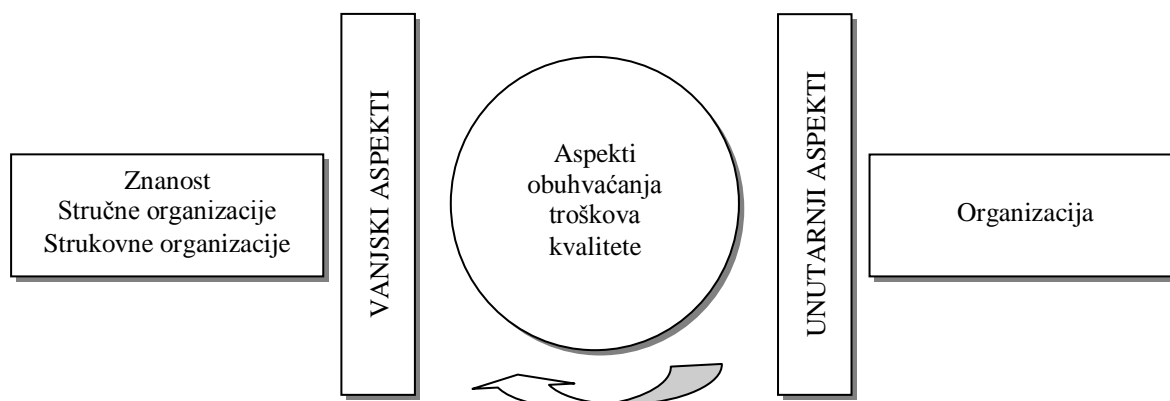 Znanost
Stručne organizacije
Strukovne organizacije
VANJSKI ASPEKTI
Aspekti
obuhvaćanja
troškova
kvalitete
UNUTARNJI ASPEKTI
Organizacija